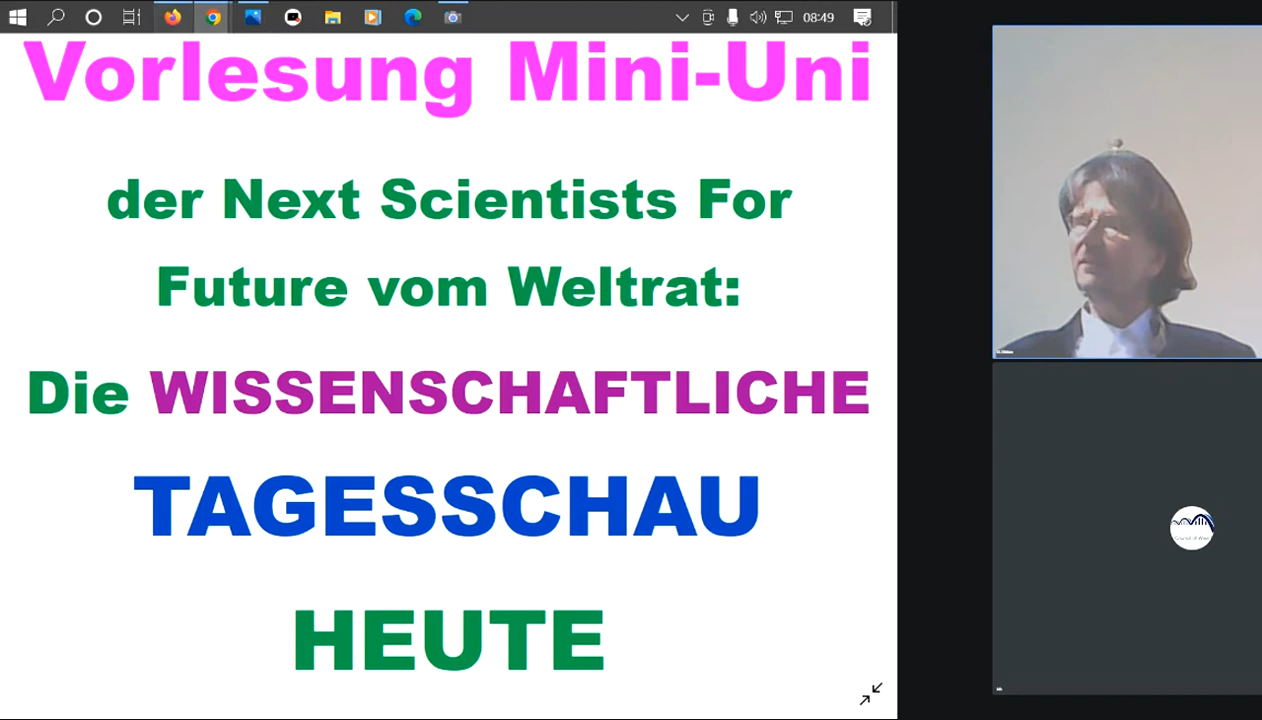 08:49
Vorlesung Mini-Uni
der Next Scientists For
Future vom Weltrat:
Die WISSENSCHAFTLICHE
TAGESSCHAU
HEUTE